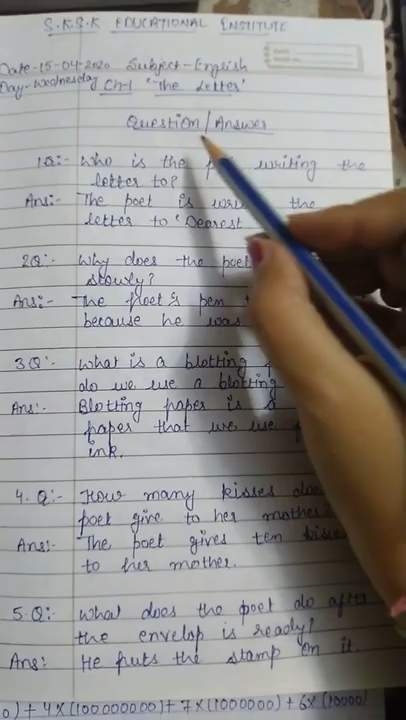 S.K.S.K EDUCATIONAL INSTITUTE
Date-15-04-2020 Subject-English
Day-Wednesday Ch-1 'The Letter'
Question/Answer
1Q:- Who is the writing the
letter to?
Ans:- The poet is the
letter to 'Dearest
2Q:- Why does the poet
slowly?
Ans:- The Ploet's pen
because he was
3Q:- What is a blotting
do we use a blotting
Ans:- Blotting paper is a
paper that we use
ink.
4. Q:- How many kisses does
poet give to her mother
Ans:- The poet gives ten kisses
to her mother.
5.Q:- What does the poet do after
the envelop is ready?
Ans: He puts the stamp on it.
0) + 4x(100000000) + 7x(1000000) + 6x(10000